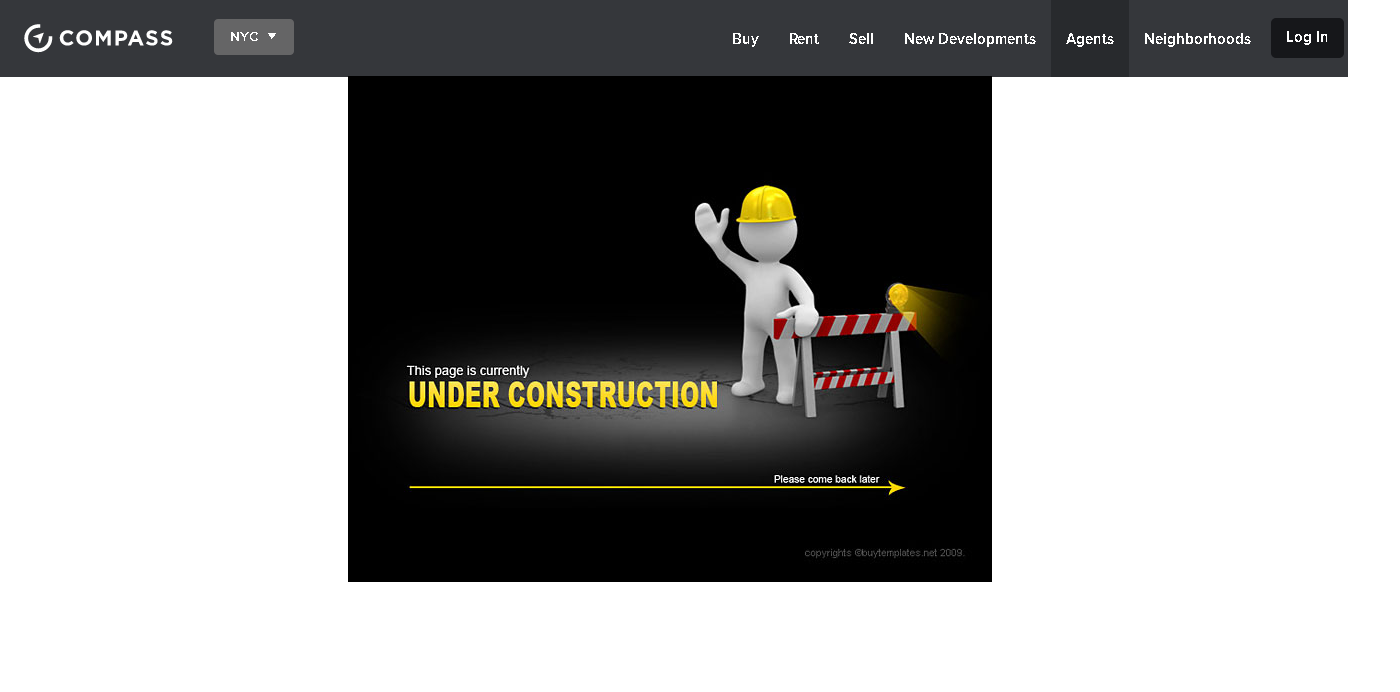 COMPASS
NYC
Buy Rent Sell New Developments Agents Neighborhoods Log In
This page is currently
UNDER CONSTRUCTION
Please come back later
copyrights ©buytemplates.net 2009.